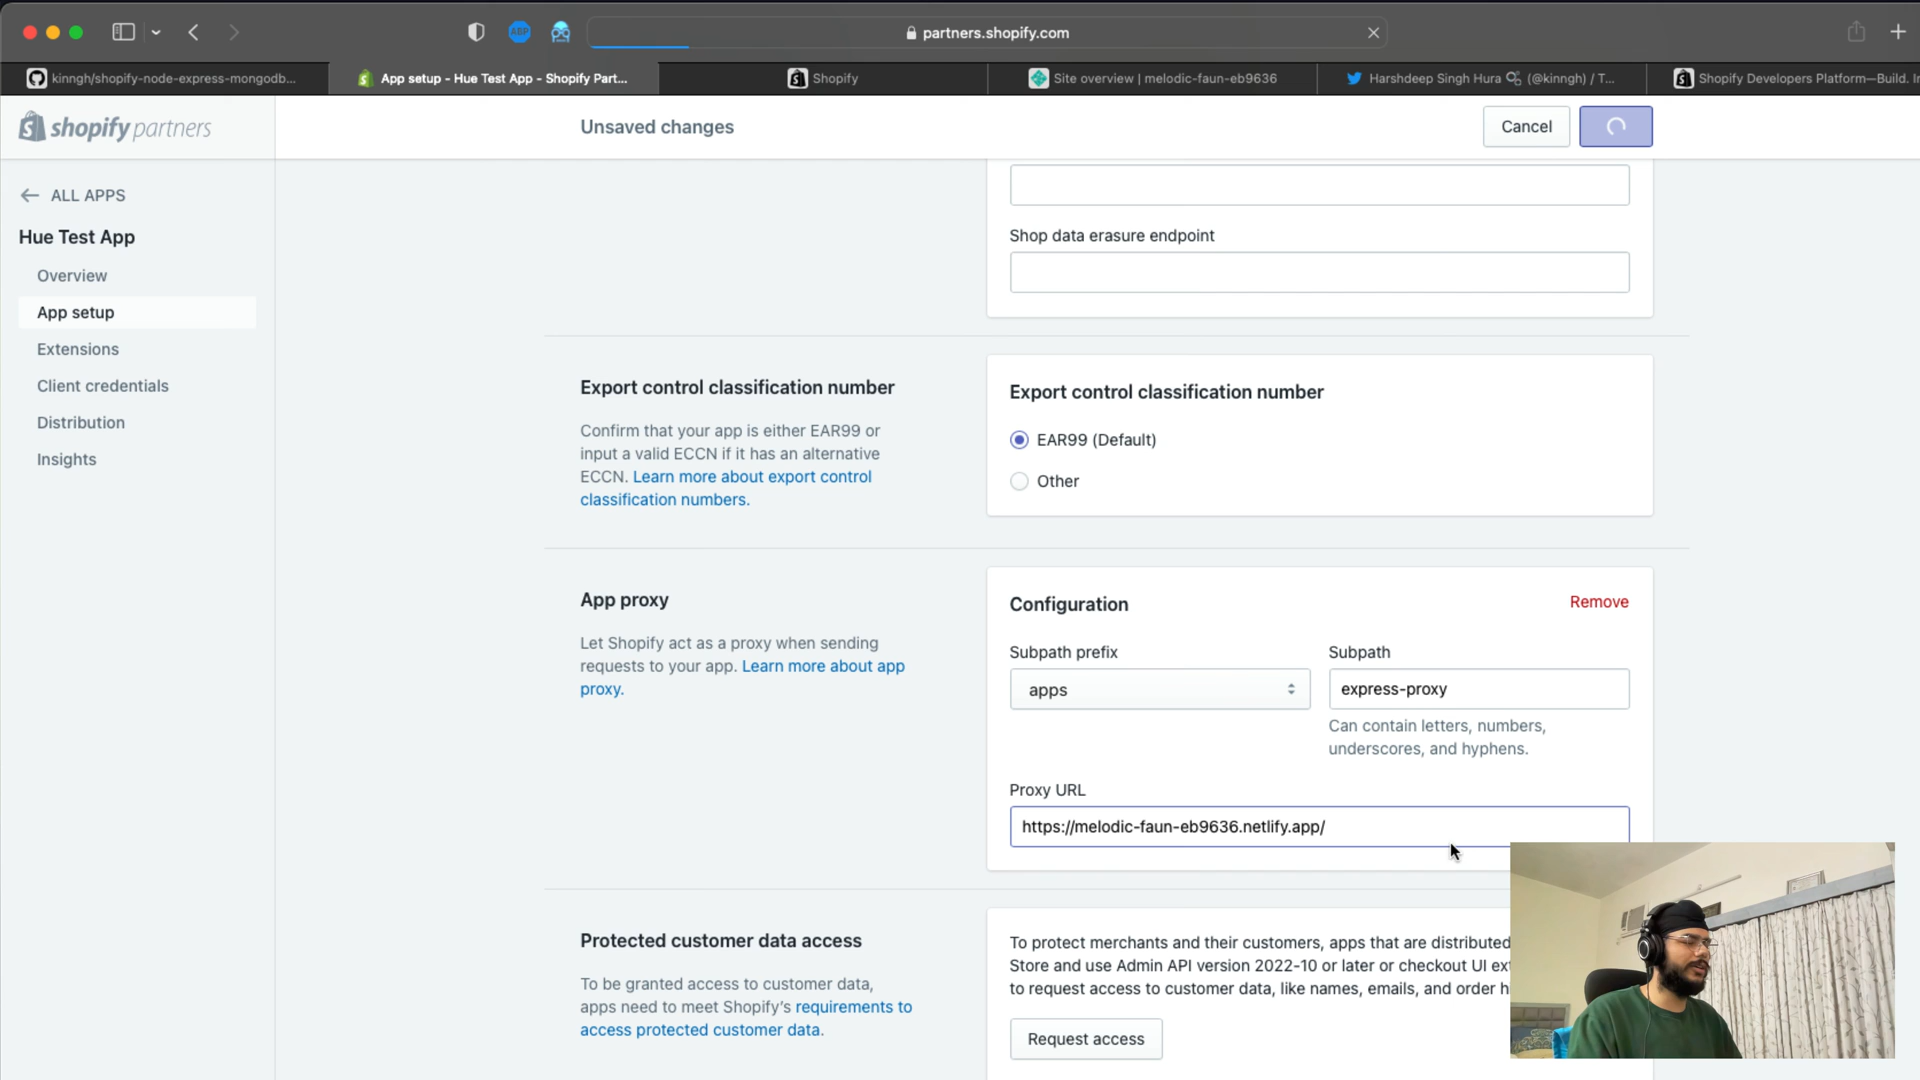 ABP
partners.shopify.com
kinngh/shopify-node-express-mongodb...
App setup - Hue Test App - Shopify Part...
Shopify
Site overview | melodic-faun-eb9636
Harshdeep Singh Hura (@kinngh) / T...
Shopify Developers Platform—Build. In
shopify partners
Unsaved changes
Cancel
ALL APPS
Hue Test App
Overview
App setup
Extensions
Client credentials
Distribution
Insights
Shop data erasure endpoint
Export control classification number
Confirm that your app is either EAR99 or
input a valid ECCN if it has an alternative
ECCN. Learn more about export control
classification numbers.
Export control classification number
EAR99 (Default)
Other
App proxy
Let Shopify act as a proxy when sending
requests to your app. Learn more about app
proxy.
Configuration
Remove
Subpath prefix
Subpath
apps
express-proxy
Can contain letters, numbers,
underscores, and hyphens.
Proxy URL
https://melodic-faun-eb9636.netlify.app/
Protected customer data access
To be granted access to customer data,
apps need to meet Shopify's requirements to
access protected customer data.
To protect merchants and their customers, apps that are distributed
Store and use Admin API version 2022-10 or later or checkout UI ex
to request access to customer data, like names, emails, and order h
Request access